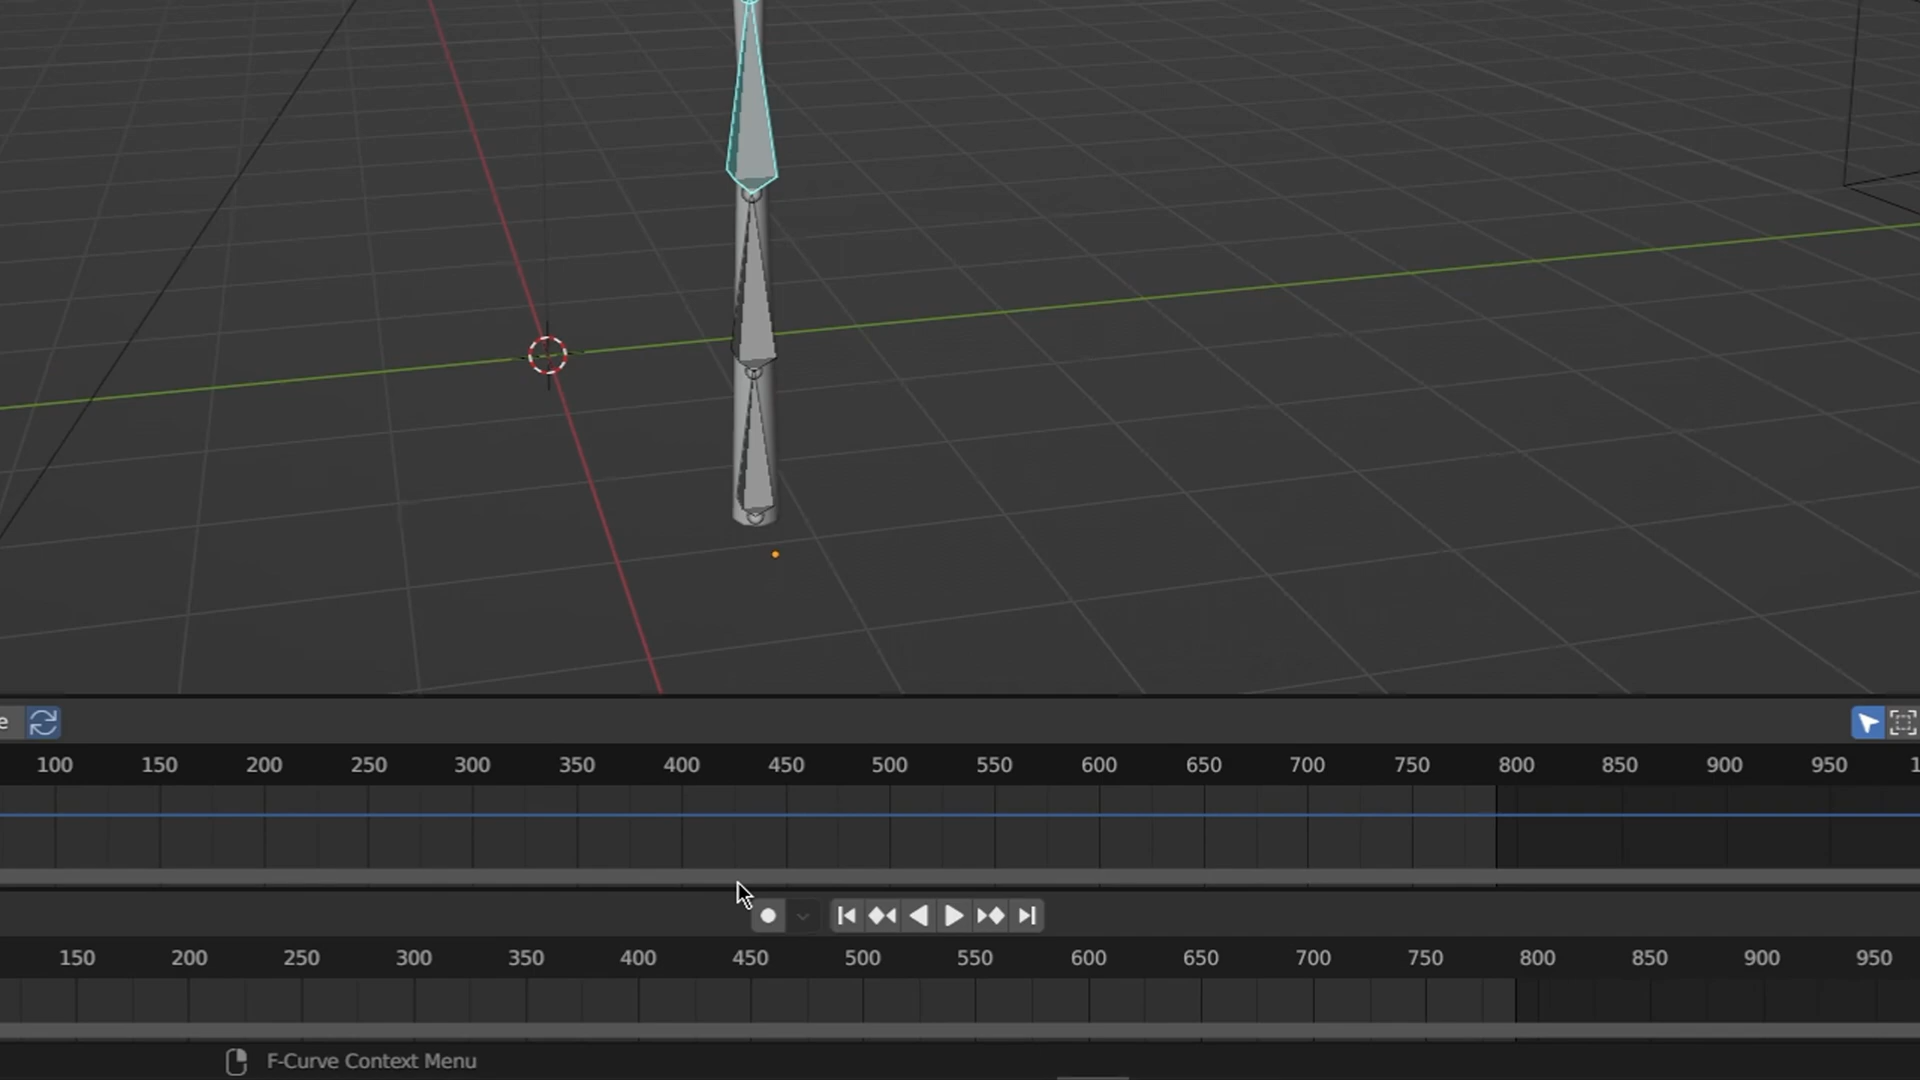 e
100 150 200 250 300 350 400 450 500 550 600 650 700 750 800 850 900 950 1
150 200 250 300 350 400 450 500 550 600 650 700 750 800 850 900 950
F-Curve Context Menu